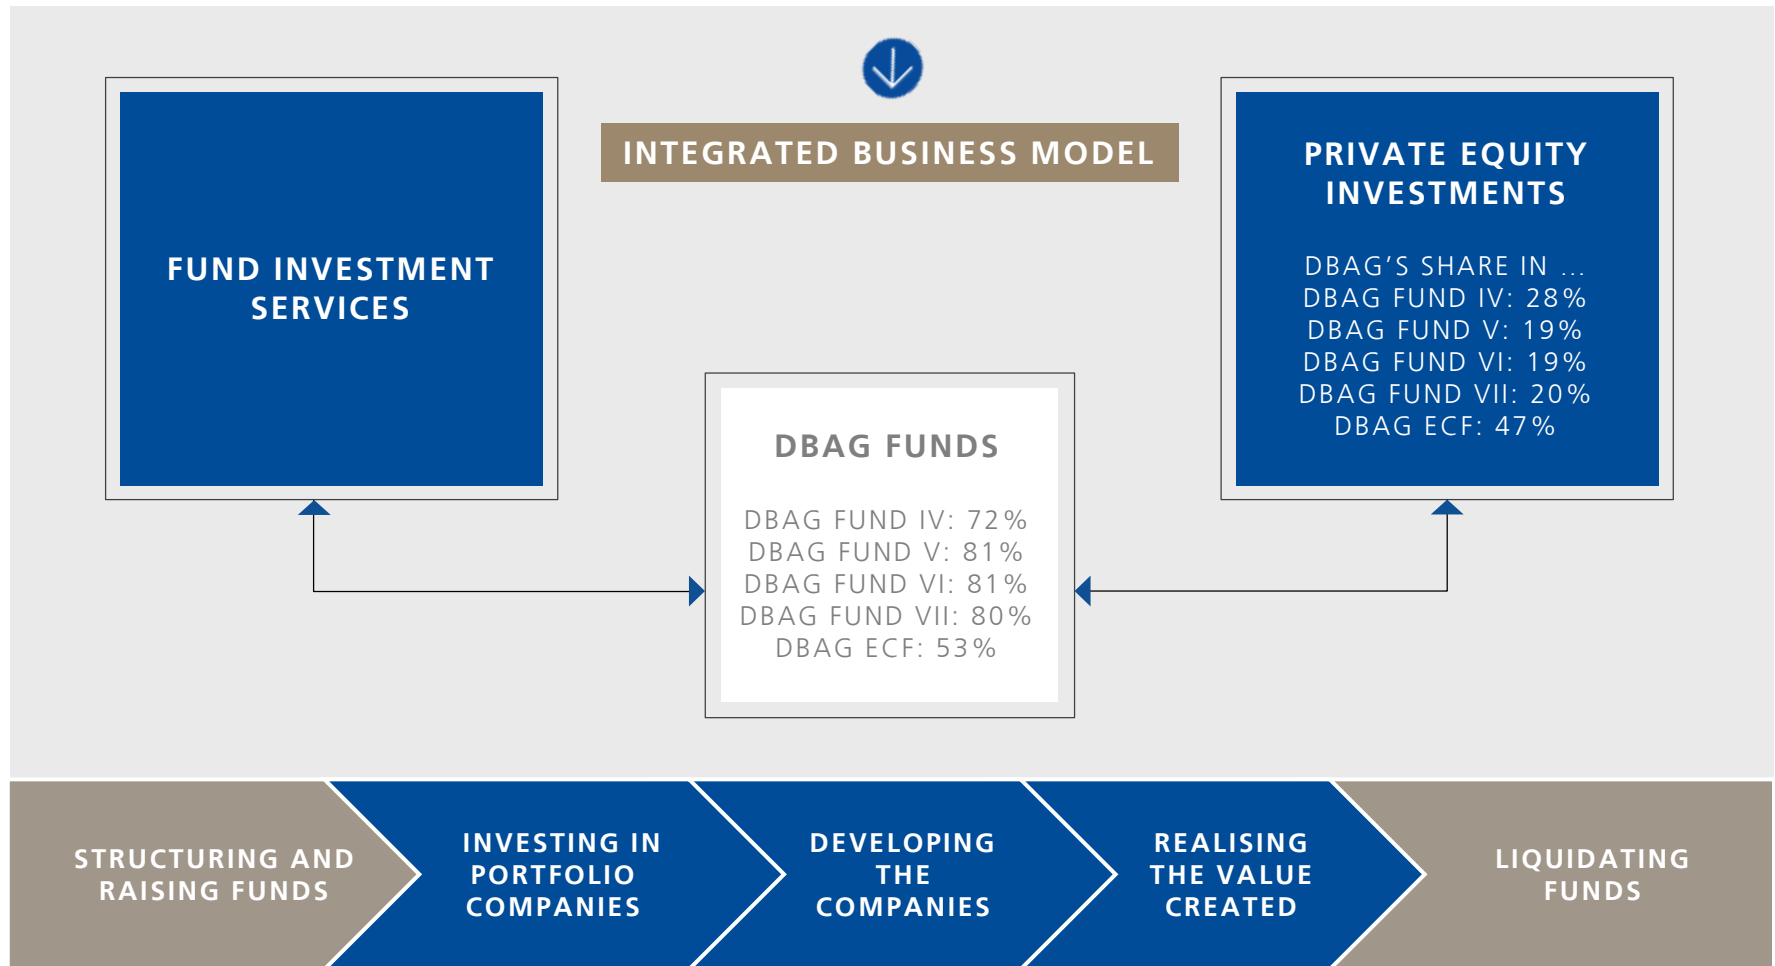 INTEGRATED BUSINESS MODEL
FUND INVESTMENT
SERVICES
PRIVATE EQUITY
INVESTMENTS
DBAG’S SHARE IN ...
DBAG FUND IV: 28%
DBAG FUND V: 19%
DBAG FUND VI: 19%
DBAG FUND VII: 20%
DBAG ECF: 47%
DBAG FUNDS
DBAG FUND IV: 72%
DBAG FUND V: 81%
DBAG FUND VI: 81%
DBAG FUND VII: 80%
DBAG ECF: 53%
STRUCTURING AND
RAISING FUNDS
INVESTING IN
PORTFOLIO
COMPANIES
DEVELOPING
THE
COMPANIES
REALISING
THE VALUE
CREATED
LIQUIDATING
FUNDS